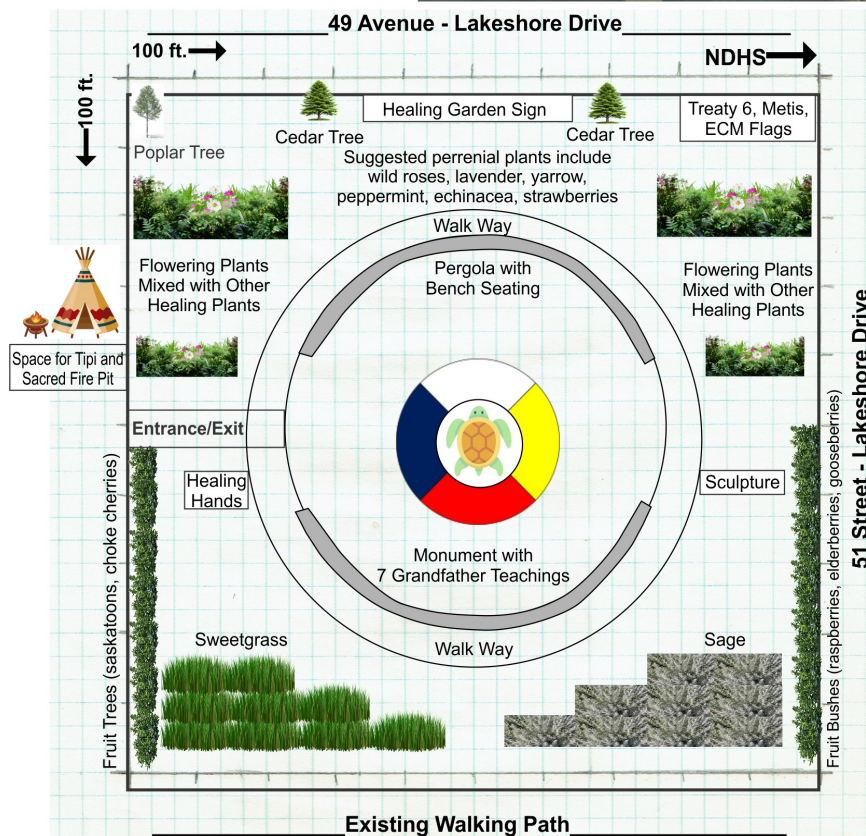 49 Avenue - Lakeshore Drive
100 ft.
NDHS
100 ft.
Healing Garden Sign
Treaty 6, Metis,
ECM Flags
Cedar Tree
Cedar Tree
Poplar Tree
Suggested perrenial plants include
wild roses, lavender, yarrow,
peppermint, echinacea, strawberries
Walk Way
Pergola with
Bench Seating
Flowering Plants
Mixed with Other
Healing Plants
Flowering Plants
Mixed with Other
Healing Plants
Space for Tipi and
Sacred Fire Pit
Entrance/Exit
Healing
Hands
Sculpture
51 Street - Lakeshore Drive
Fruit Trees (saskatoons, choke cherries)
Fruit Bushes (raspberries, elderberries, gooseberries)
Monument with
7 Grandfather Teachings
Sweetgrass
Walk Way
Sage
Existing Walking Path